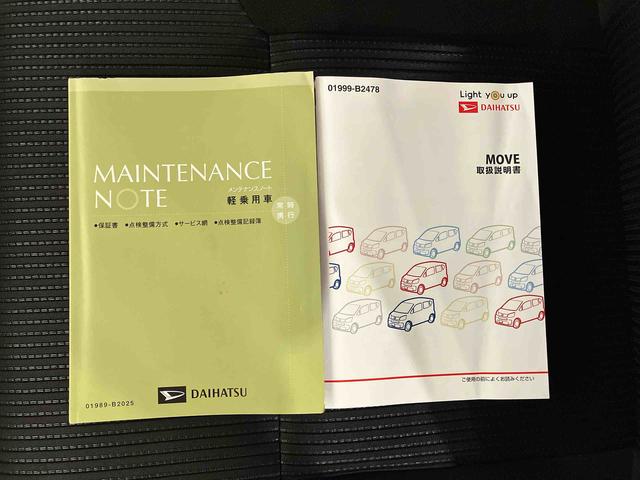 MAINTENANCE
NOTE
メンテナンスノート
軽乗用車
常時
携行
•保証書 •点検整備方式 •サービス網 •点検整備記録簿
01989-B2025
DAIHATSU
01999-B2478
Light you up
DAIHATSU
MOVE
取扱説明書
ご使用の前によくお読みください